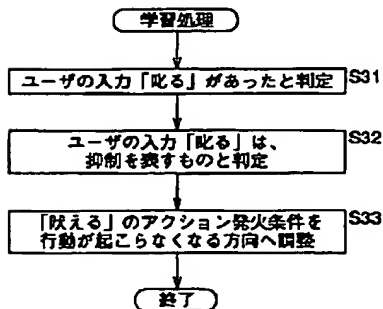 学習処理
ユーザの入力「叱る」があったと判定 S31
ユーザの入力「叱る」は、 S32
抑制を表すものと判定
「吠える」のアクション発火条件を S33
行動が起こらなくなる方向へ調整
終了